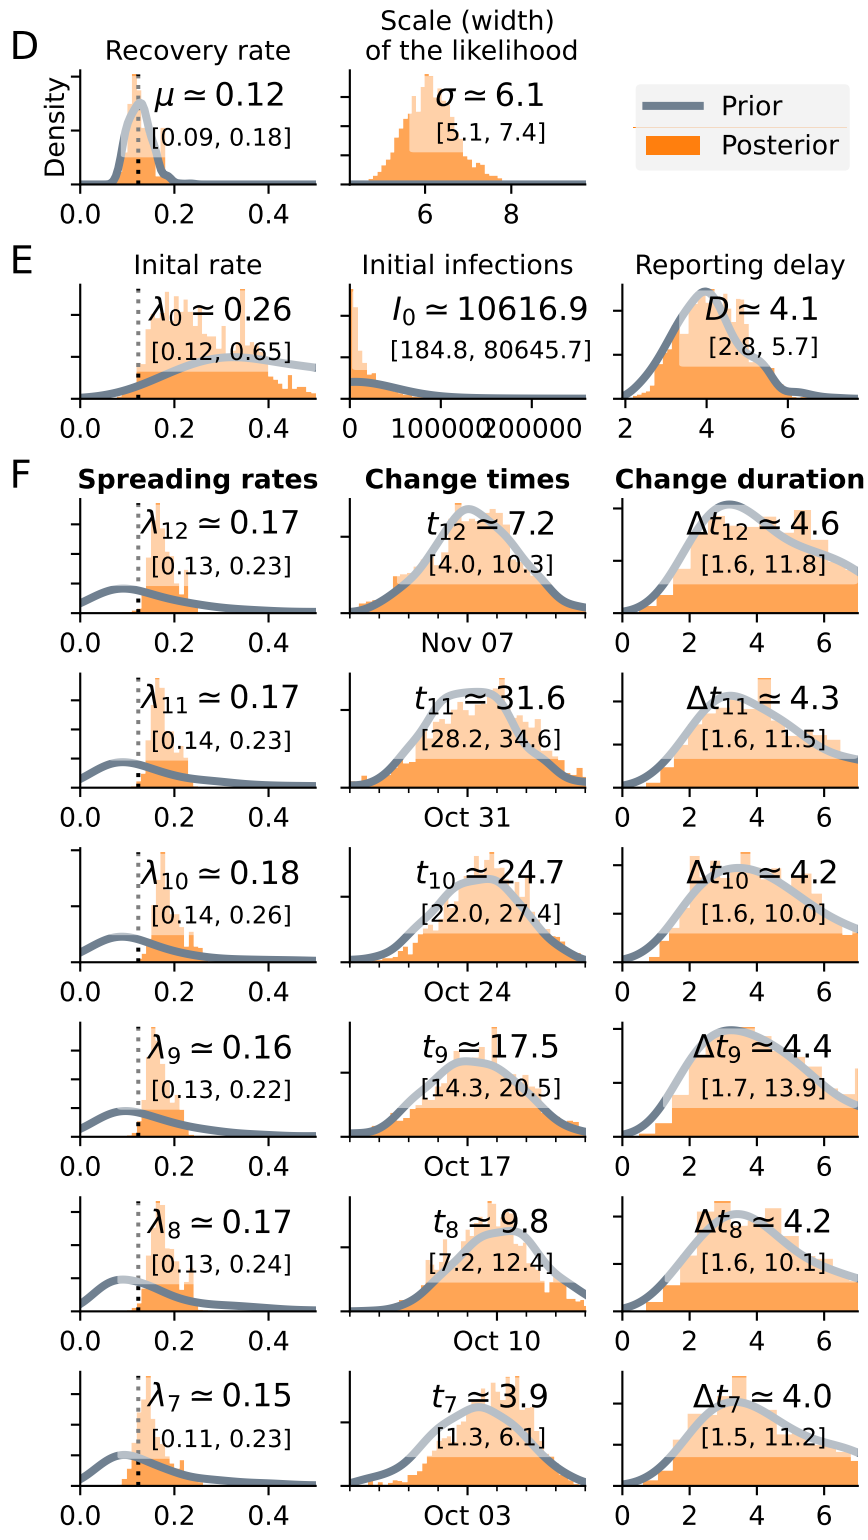 D
Recovery rate
Scale (width)
of the likelihood
Density
μ ≃ 0.12
[0.09, 0.18]
0.0 0.2 0.4
σ ≃ 6.1
[5.1, 7.4]
6 8
Prior
Posterior
E
Inital rate
λ0 ≃ 0.26
[0.12, 0.65]
0.0 0.2 0.4
Initial infections
I0 ≃ 10616.9
[184.8, 80645.7]
0 100000 200000
Reporting delay
D ≃ 4.1
[2.8, 5.7]
2 4 6
F
Spreading rates
Change times
Change duration
λ12 ≃ 0.17
[0.13, 0.23]
0.0 0.2 0.4
t12 ≃ 7.2
[4.0, 10.3]
Nov 07
Δt12 ≃ 4.6
[1.6, 11.8]
0 2 4 6
λ11 ≃ 0.17
[0.14, 0.23]
0.0 0.2 0.4
t11 ≃ 31.6
[28.2, 34.6]
Oct 31
Δt11 ≃ 4.3
[1.6, 11.5]
0 2 4 6
λ10 ≃ 0.18
[0.14, 0.26]
0.0 0.2 0.4
t10 ≃ 24.7
[22.0, 27.4]
Oct 24
Δt10 ≃ 4.2
[1.6, 10.0]
0 2 4 6
λ9 ≃ 0.16
[0.13, 0.22]
0.0 0.2 0.4
t9 ≃ 17.5
[14.3, 20.5]
Oct 17
Δt9 ≃ 4.4
[1.7, 13.9]
0 2 4 6
λ8 ≃ 0.17
[0.13, 0.24]
0.0 0.2 0.4
t8 ≃ 9.8
[7.2, 12.4]
Oct 10
Δt8 ≃ 4.2
[1.6, 10.1]
0 2 4 6
λ7 ≃ 0.15
[0.11, 0.23]
0.0 0.2 0.4
t7 ≃ 3.9
[1.3, 6.1]
Oct 03
Δt7 ≃ 4.0
[1.5, 11.2]
0 2 4 6